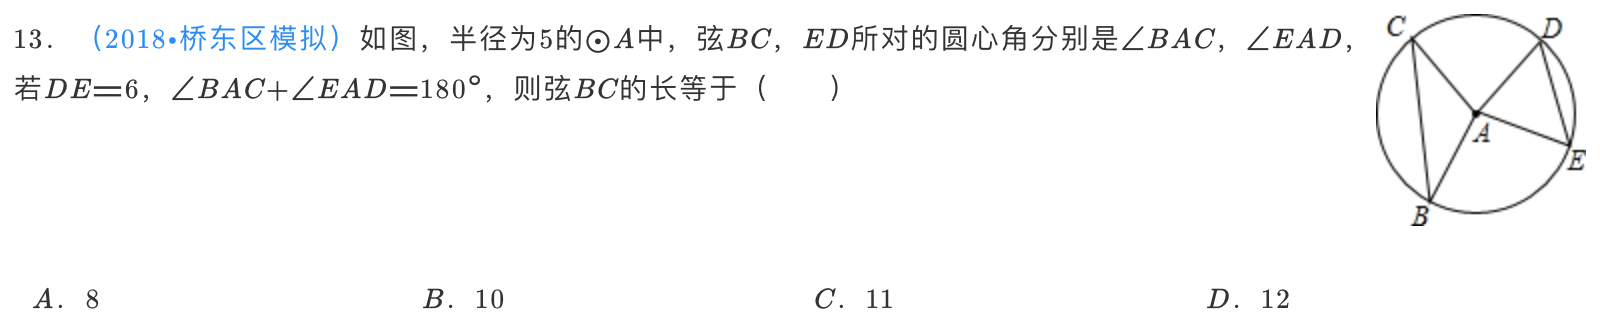 13. （2018•桥东区模拟）如图，半径为5的⊙A中，弦BC，ED所对的圆心角分别是∠BAC，∠EAD，
若DE=6，∠BAC+∠EAD=180°，则弦BC的长等于（　　）
C
D
A
E
B
A. 8
B. 10
C. 11
D. 12